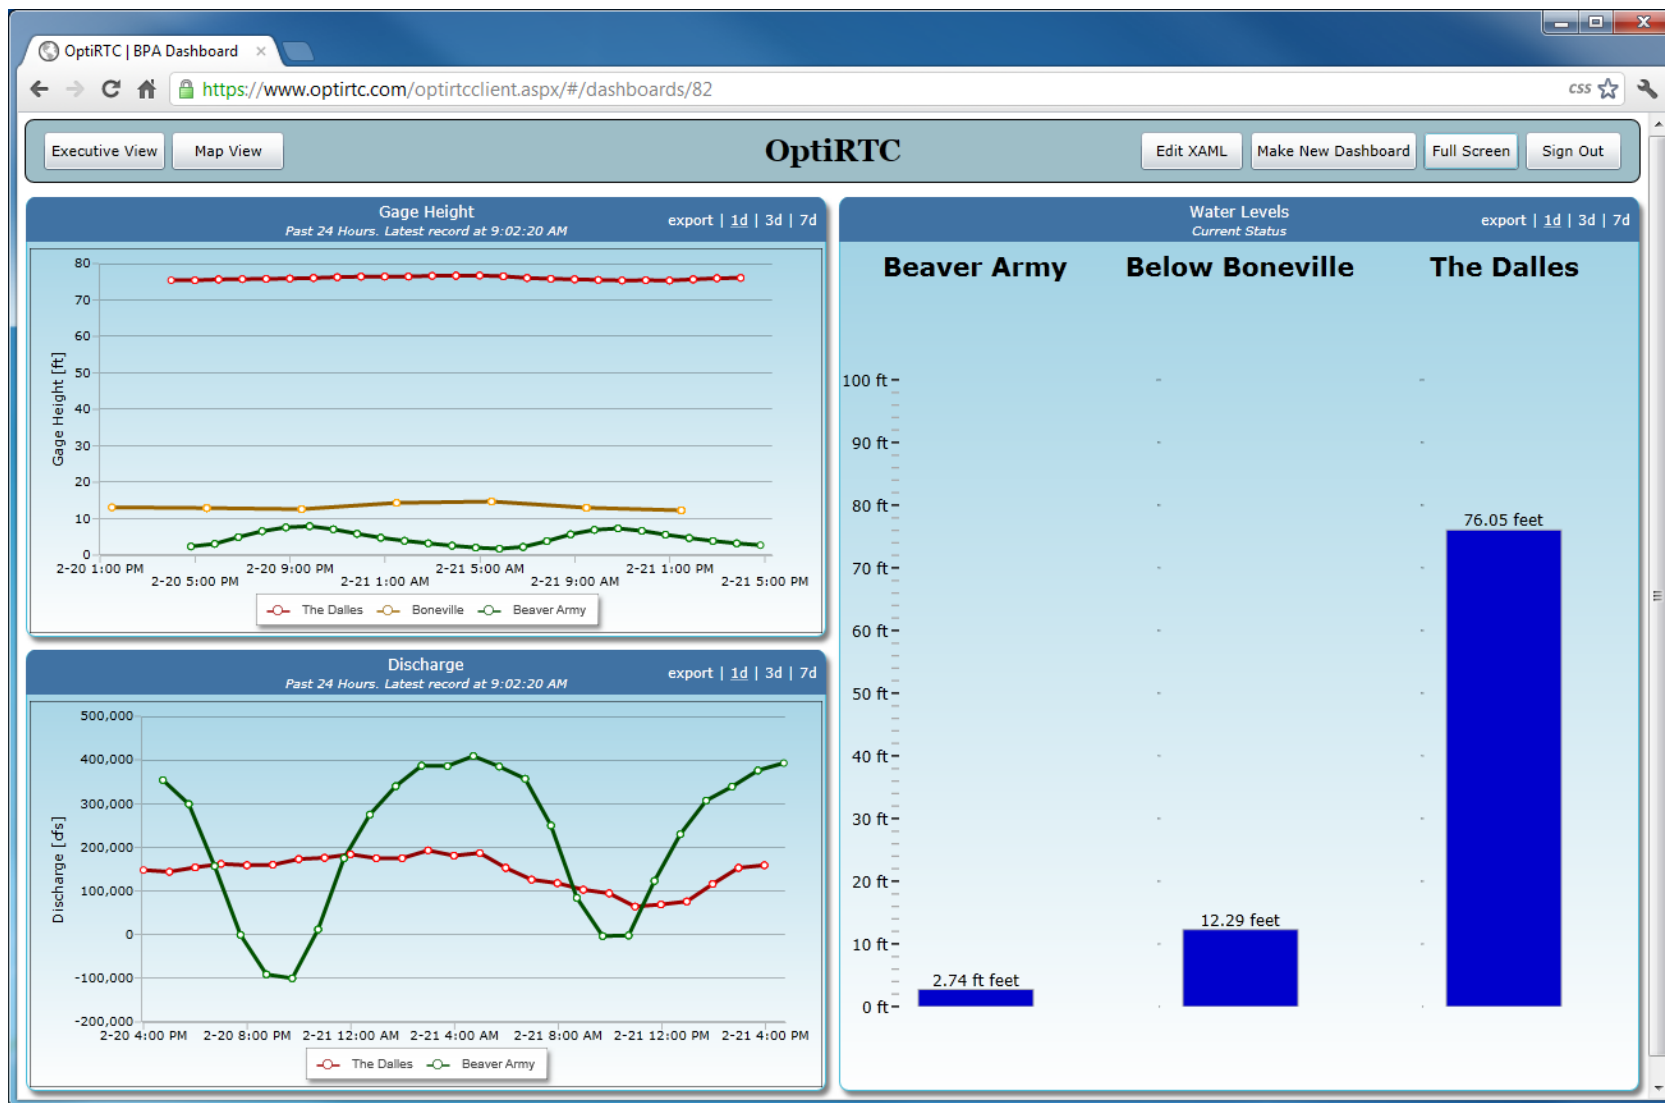 OptiRTC | BPA Dashboard
https://www.optirtc.com/optirtcclient.aspx/#/dashboards/82
css
Executive View
Map View
OptiRTC
Edit XAML
Make New Dashboard
Full Screen
Sign Out
Gage Height
Past 24 Hours. Latest record at 9:02:20 AM
export | 1d | 3d | 7d
Gage Height [ft]
80
70
60
50
40
30
20
10
0
2-20 1:00 PM
2-20 5:00 PM
2-20 9:00 PM
2-21 1:00 AM
2-21 5:00 AM
2-21 9:00 AM
2-21 1:00 PM
2-21 5:00 PM
The Dalles
Boneville
Beaver Army
Discharge
Past 24 Hours. Latest record at 9:02:20 AM
export | 1d | 3d | 7d
Discharge [cfs]
500,000
400,000
300,000
200,000
100,000
0
-100,000
-200,000
2-20 4:00 PM
2-20 8:00 PM
2-21 12:00 AM
2-21 4:00 AM
2-21 8:00 AM
2-21 12:00 PM
2-21 4:00 PM
The Dalles
Beaver Army
Water Levels
Current Status
export | 1d | 3d | 7d
Beaver Army
Below Boneville
The Dalles
100 ft
90 ft
80 ft
70 ft
60 ft
50 ft
40 ft
30 ft
20 ft
10 ft
0 ft
2.74 ft feet
12.29 feet
76.05 feet